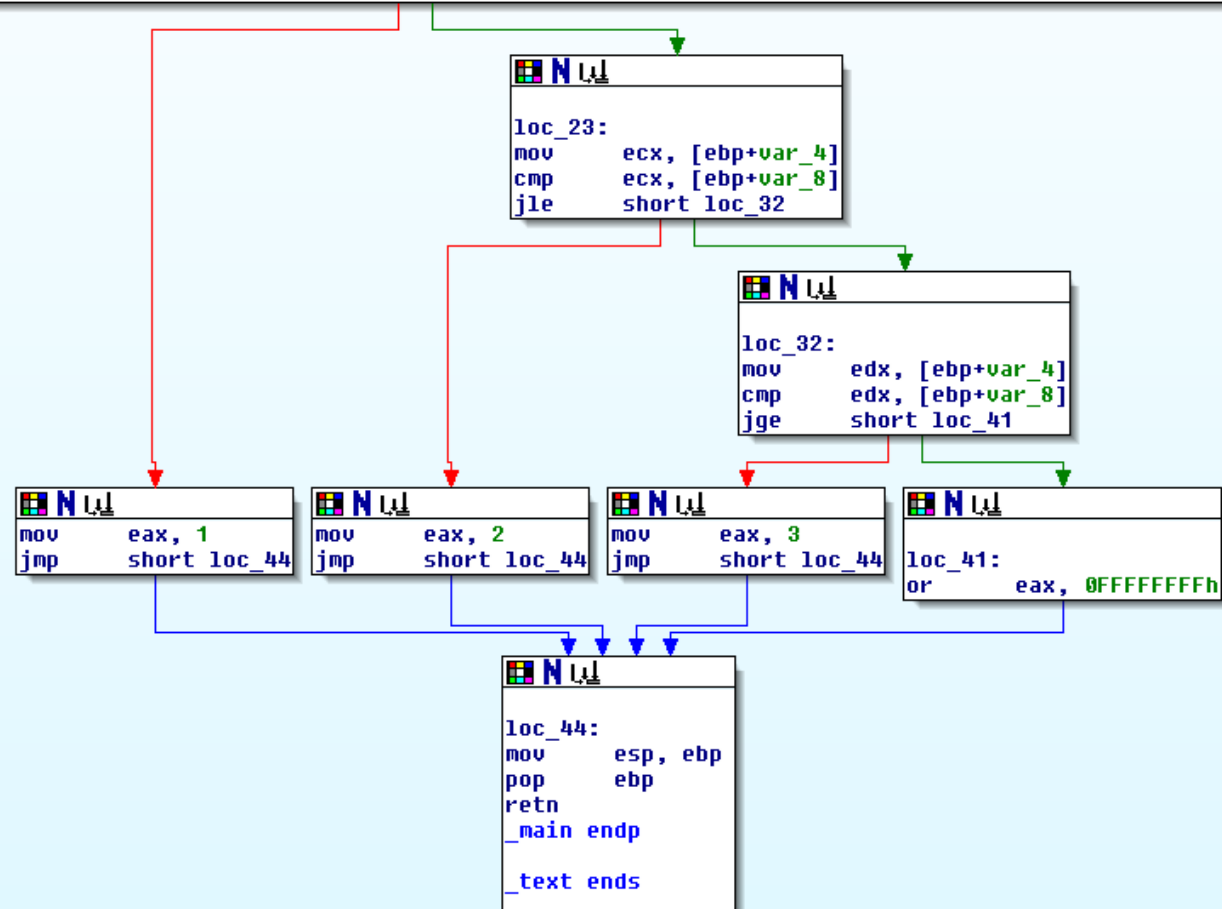 loc_23:
mov ecx, [ebp+var_4]
cmp ecx, [ebp+var_8]
jle short loc_32
loc_32:
mov edx, [ebp+var_4]
cmp edx, [ebp+var_8]
jge short loc_41
mov eax, 1
jmp short loc_44
mov eax, 2
jmp short loc_44
mov eax, 3
jmp short loc_44
loc_41:
or eax, 0FFFFFFFFh
loc_44:
mov esp, ebp
pop ebp
retn
_main endp
_text ends